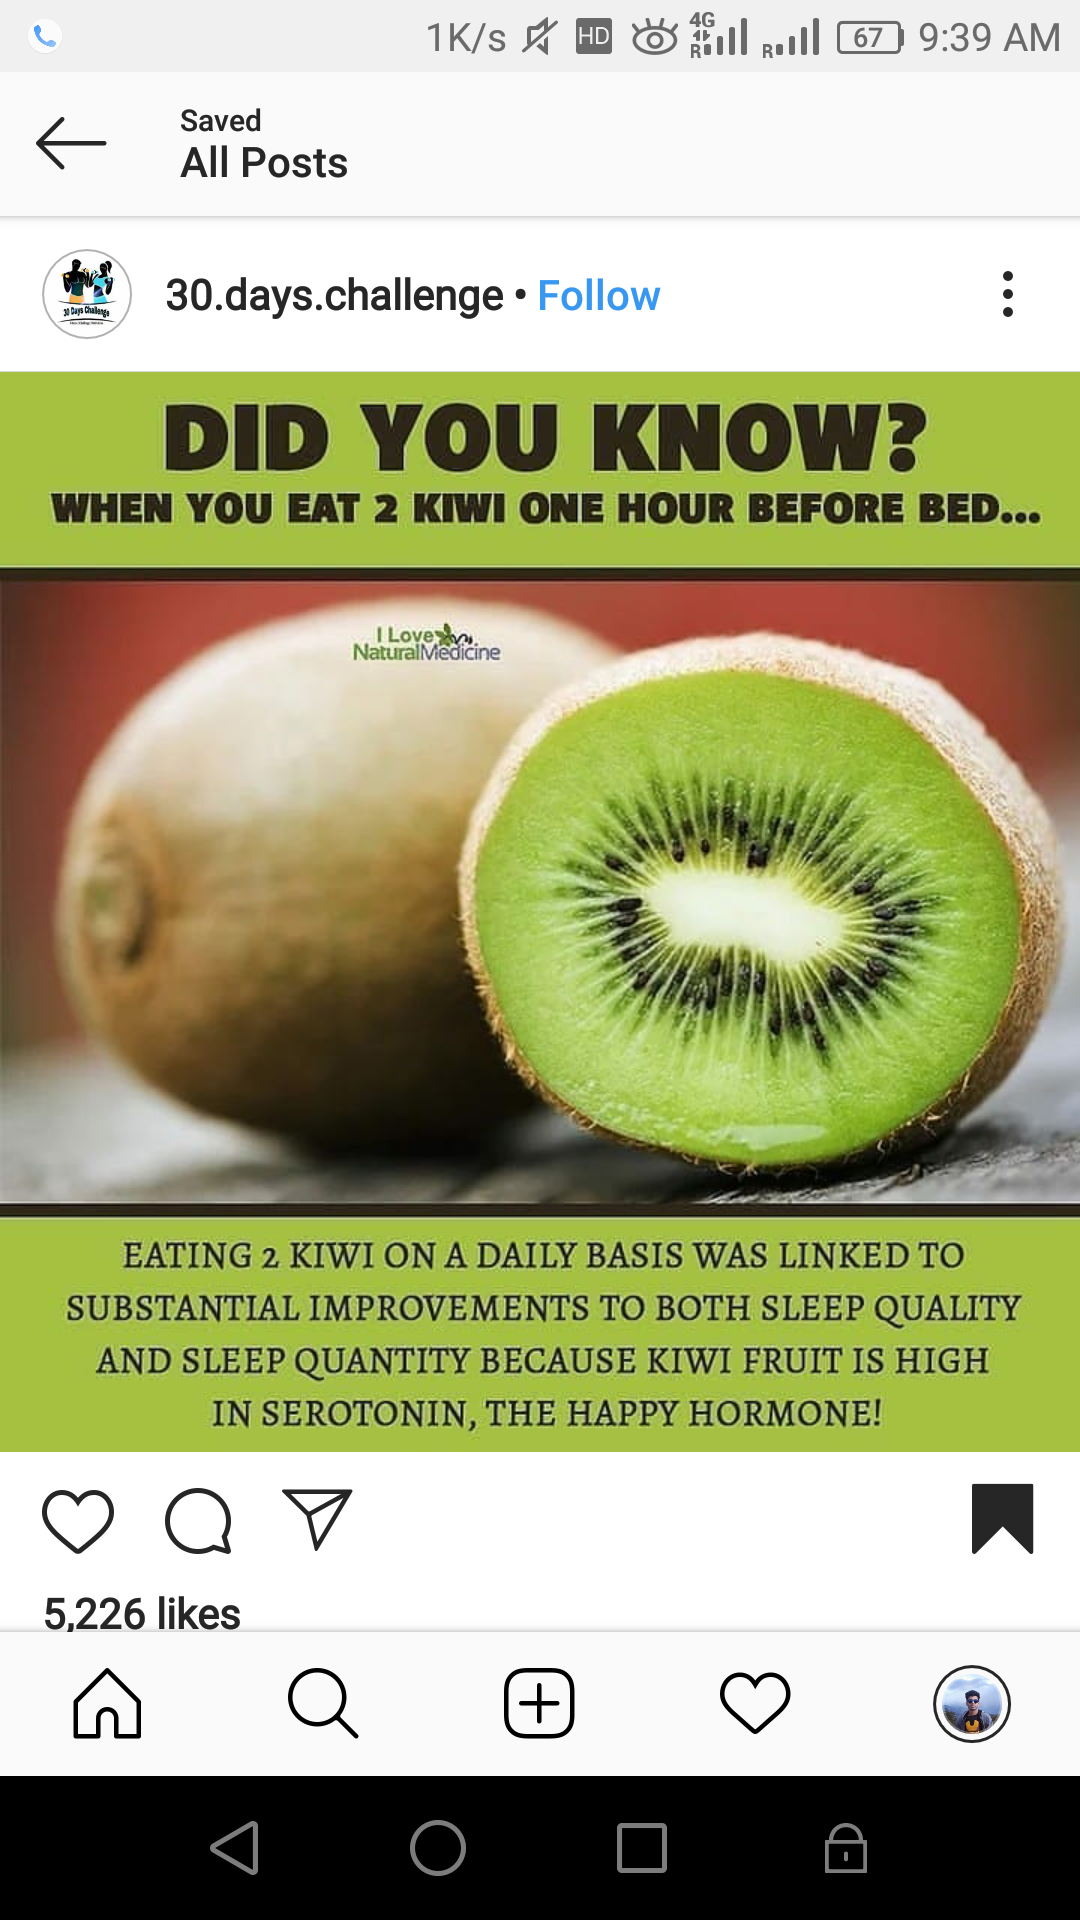 1K/s HD 4G R R 67 9:39 AM
Saved
All Posts
30.days.challenge • Follow
30 Days Challenge
DID YOU KNOW?
WHEN YOU EAT 2 KIWI ONE HOUR BEFORE BED...
I Love
NaturalMedicine
EATING 2 KIWI ON A DAILY BASIS WAS LINKED TO
SUBSTANTIAL IMPROVEMENTS TO BOTH SLEEP QUALITY
AND SLEEP QUANTITY BECAUSE KIWI FRUIT IS HIGH
IN SEROTONIN, THE HAPPY HORMONE!
5,226 likes